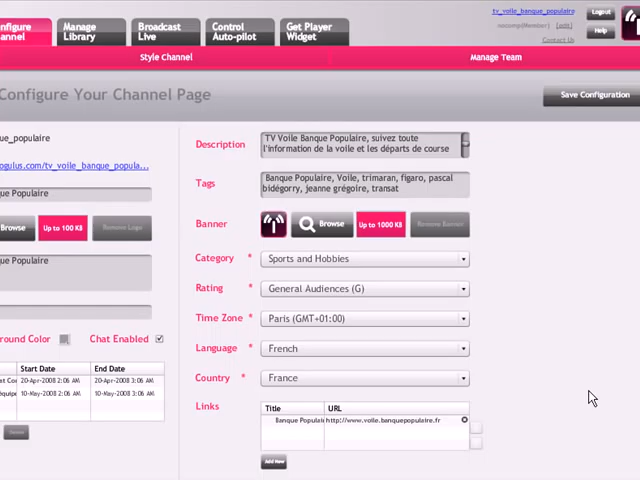 tv_voile_banque_populaire
Logout
(Member) [edit]
Help
Contact Us
nfigure
annel
Manage
Library
Broadcast
Live
Control
Auto-pilot
Get Player
Widget
Style Channel
Manage Team
Configure Your Channel Page
Save Configuration
ue_populaire
ogulus.com/tv_voile_banque_popula...
ue Populaire
Browse
Up to 100 KB
Remove Logo
ue Populaire
round Color
Chat Enabled
Start Date
End Date
20-Apr-2008 2:06 AM
20-Apr-2008 3:06 AM
10-May-2008 2:06 AM
10-May-2008 3:06 AM
Description
TV Voile Banque Populaire, suivez toute
l'information de la voile et les départs de course
Tags
Banque Populaire, Voile, trimaran, figaro, pascal
bidégorry, jeanne grégoire, transat
Banner
Browse
Up to 1000 KB
Remove Banner
Category *
Sports and Hobbies
Rating *
General Audiences (G)
Time Zone *
Paris (GMT+01:00)
Language *
French
Country *
France
Links
Title
URL
Banque Populai
http://www.voile.banquepopulaire.fr
Add New